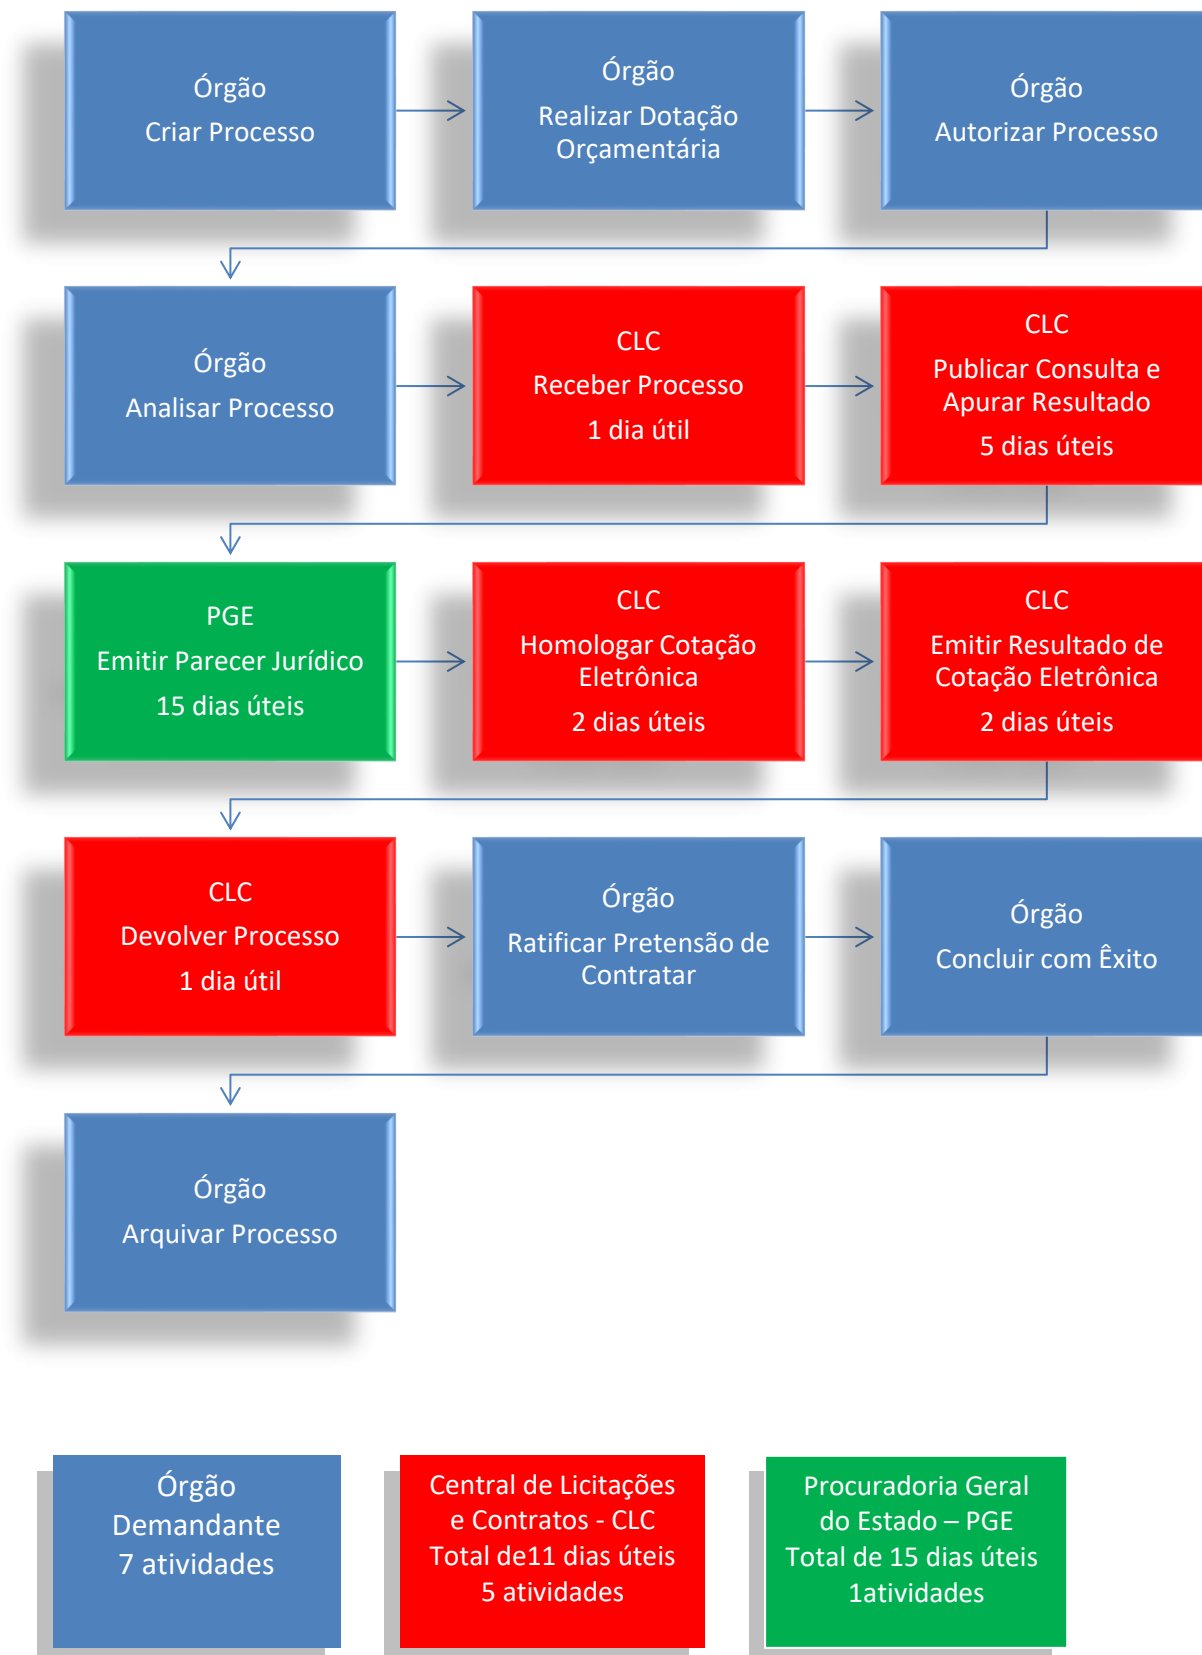 Órgão
Criar Processo
Órgão
Realizar Dotação
Orçamentária
Órgão
Autorizar Processo
Órgão
Analisar Processo
CLC
Receber Processo
1 dia útil
CLC
Publicar Consulta e
Apurar Resultado
5 dias úteis
PGE
Emitir Parecer Jurídico
15 dias úteis
CLC
Homologar Cotação
Eletrônica
2 dias úteis
CLC
Emitir Resultado de
Cotação Eletrônica
2 dias úteis
CLC
Devolver Processo
1 dia útil
Órgão
Ratificar Pretensão de
Contratar
Órgão
Concluir com Êxito
Órgão
Arquivar Processo
Órgão
Demandante
7 atividades
Central de Licitações
e Contratos - CLC
Total de11 dias úteis
5 atividades
Procuradoria Geral
do Estado – PGE
Total de 15 dias úteis
1atividades